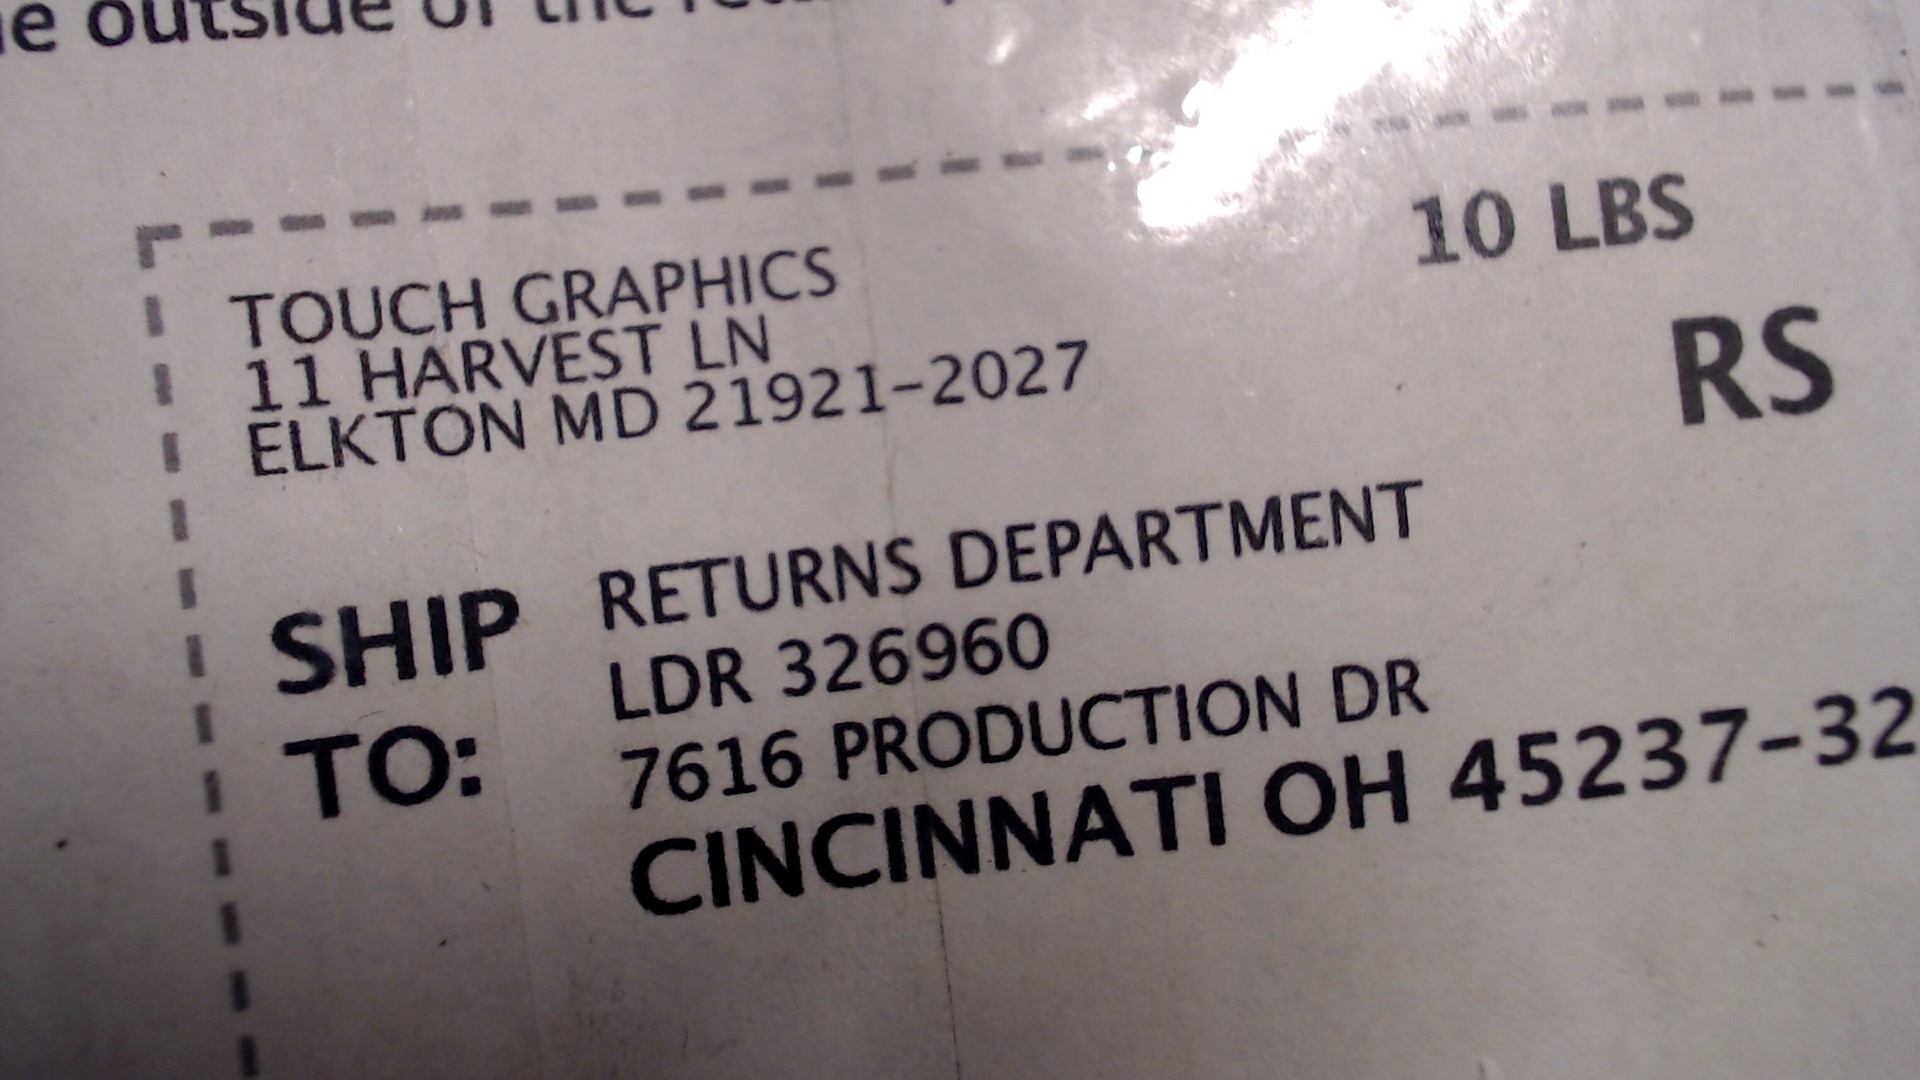 outside of the
10 LBS
TOUCH GRAPHICS
11 HARVEST LN
ELKTON MD 21921-2027
RS
SHIP TO:
RETURNS DEPARTMENT
LDR 326960
7616 PRODUCTION DR
CINCINNATI OH 45237-32